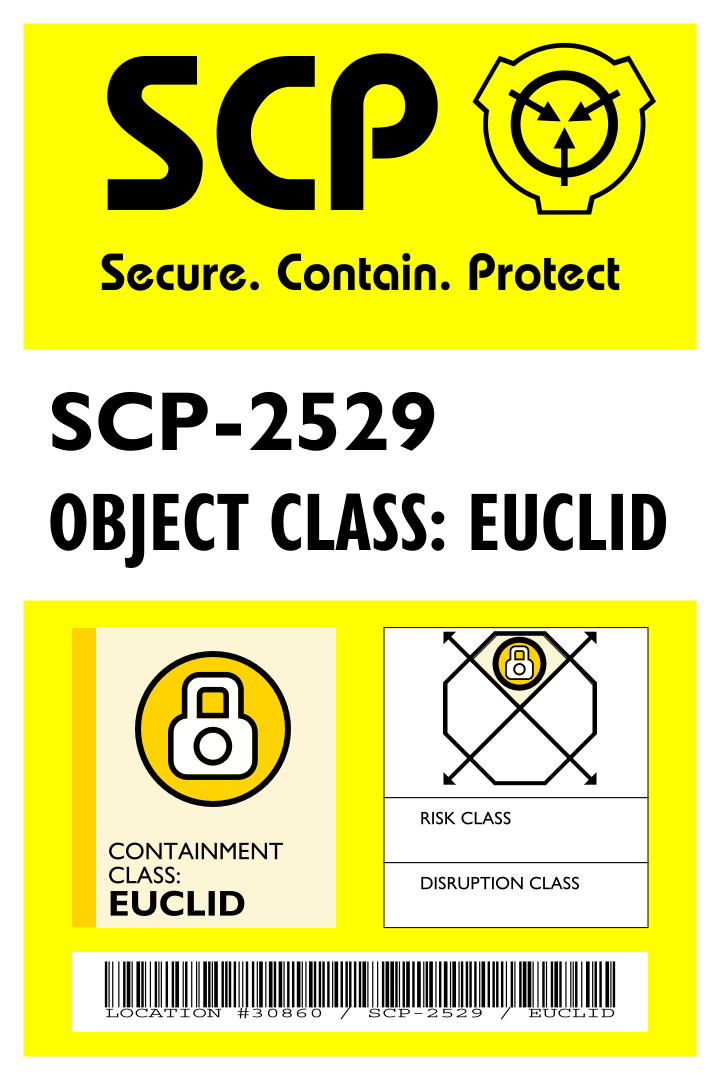 SCP
Secure. Contain. Protect
SCP-2529
OBJECT CLASS: EUCLID
CONTAINMENT
CLASS:
EUCLID
RISK CLASS
DISRUPTION CLASS
LOCATION #30860 / SCP-2529 / EUCLID